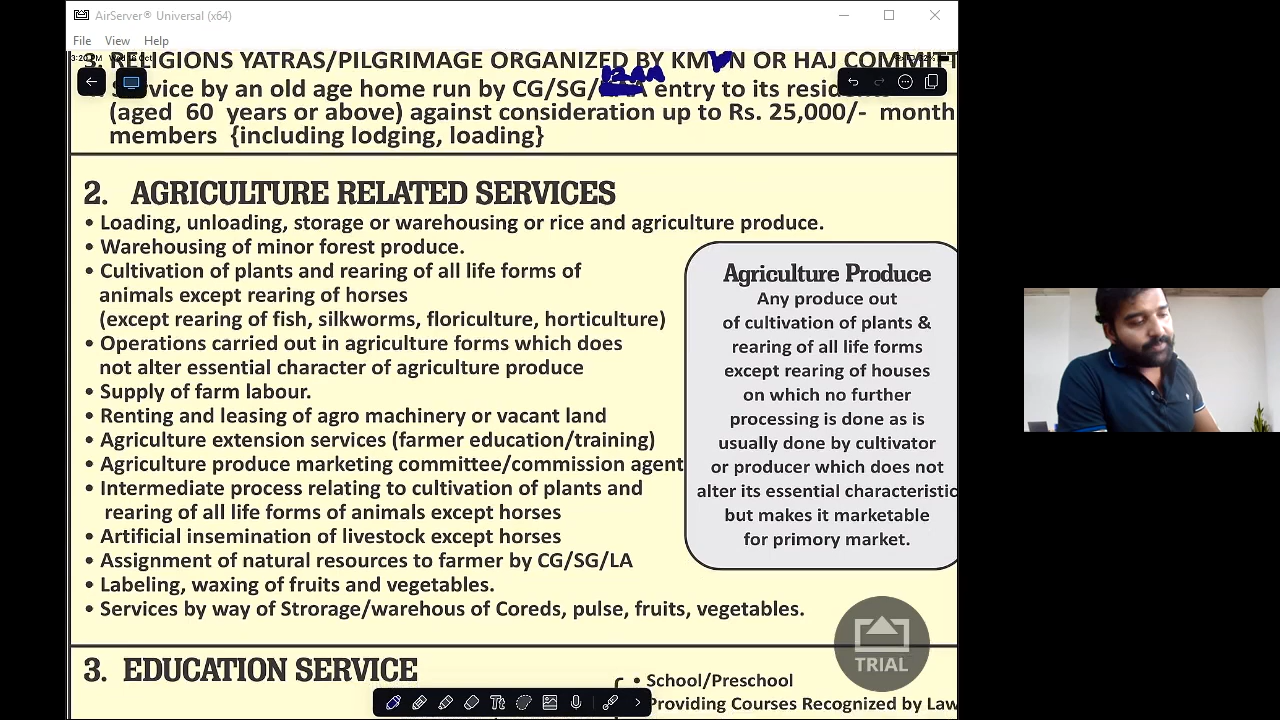 AirServer® Universal (x64)
File View Help
3. RELIGIONS YATRAS/PILGRIMAGE ORGANIZED BY KM N OR HAJ COMMITT
Service by an old age home run by CG/SG/ entry to its
(aged 60 years or above) against consideration up to Rs. 25,000/- month
members {including lodging, loading}
2. AGRICULTURE RELATED SERVICES
• Loading, unloading, storage or warehousing or rice and agriculture produce.
• Warehousing of minor forest produce.
• Cultivation of plants and rearing of all life forms of
animals except rearing of horses
(except rearing of fish, silkworms, floriculture, horticulture)
• Operations carried out in agriculture forms which does
not alter essential character of agriculture produce
• Supply of farm labour.
• Renting and leasing of agro machinery or vacant land
• Agriculture extension services (farmer education/training)
• Agriculture produce marketing committee/commission agent
• Intermediate process relating to cultivation of plants and
rearing of all life forms of animals except horses
• Artificial insemination of livestock except horses
• Assignment of natural resources to farmer by CG/SG/LA
• Labeling, waxing of fruits and vegetables.
• Services by way of Strorage/warehous of Coreds, pulse, fruits, vegetables.
Agriculture Produce
Any produce out
of cultivation of plants &
rearing of all life forms
except rearing of houses
on which no further
processing is done as is
usually done by cultivator
or producer which does not
alter its essential characteristic
but makes it marketable
for primory market.
TRIAL
3. EDUCATION SERVICE
• School/Preschool
Providing Courses Recognized by Law
Tt